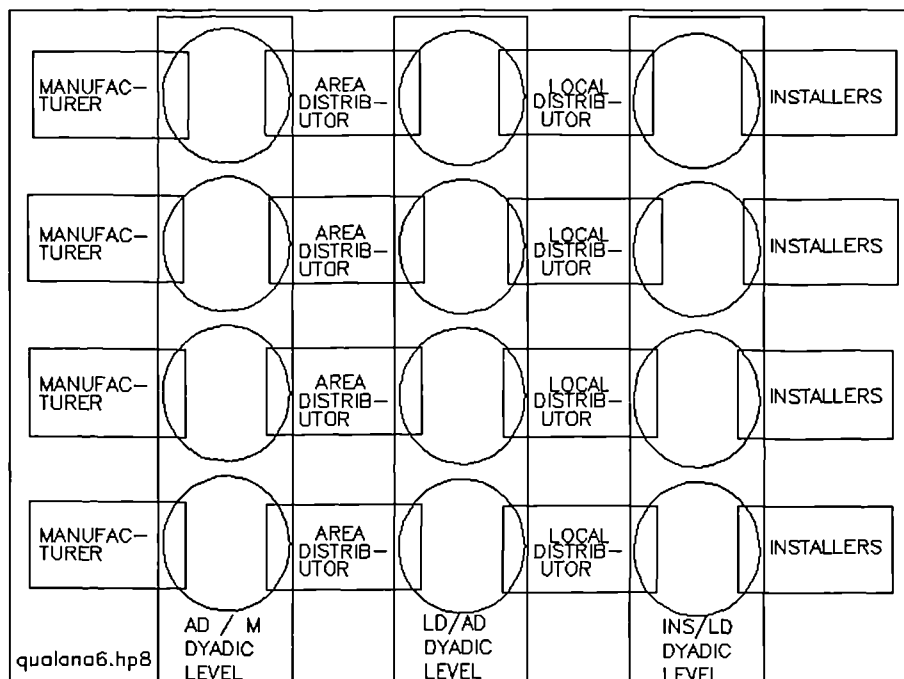 MANUFAC-
TURER
AREA
DISTRIB-
UTOR
LOCAL
DISTRIB-
UTOR
INSTALLERS
MANUFAC-
TURER
AREA
DISTRIB-
UTOR
LOCAL
DISTRIB-
UTOR
INSTALLERS
MANUFAC-
TURER
AREA
DISTRIB-
UTOR
LOCAL
DISTRIB-
UTOR
INSTALLERS
MANUFAC-
TURER
AREA
DISTRIB-
UTOR
LOCAL
DISTRIB-
UTOR
INSTALLERS
AD / M
DYADIC
LEVEL
LD/AD
DYADIC
LEVEL
INS/LD
DYADIC
LEVEL
qualana6.hp8